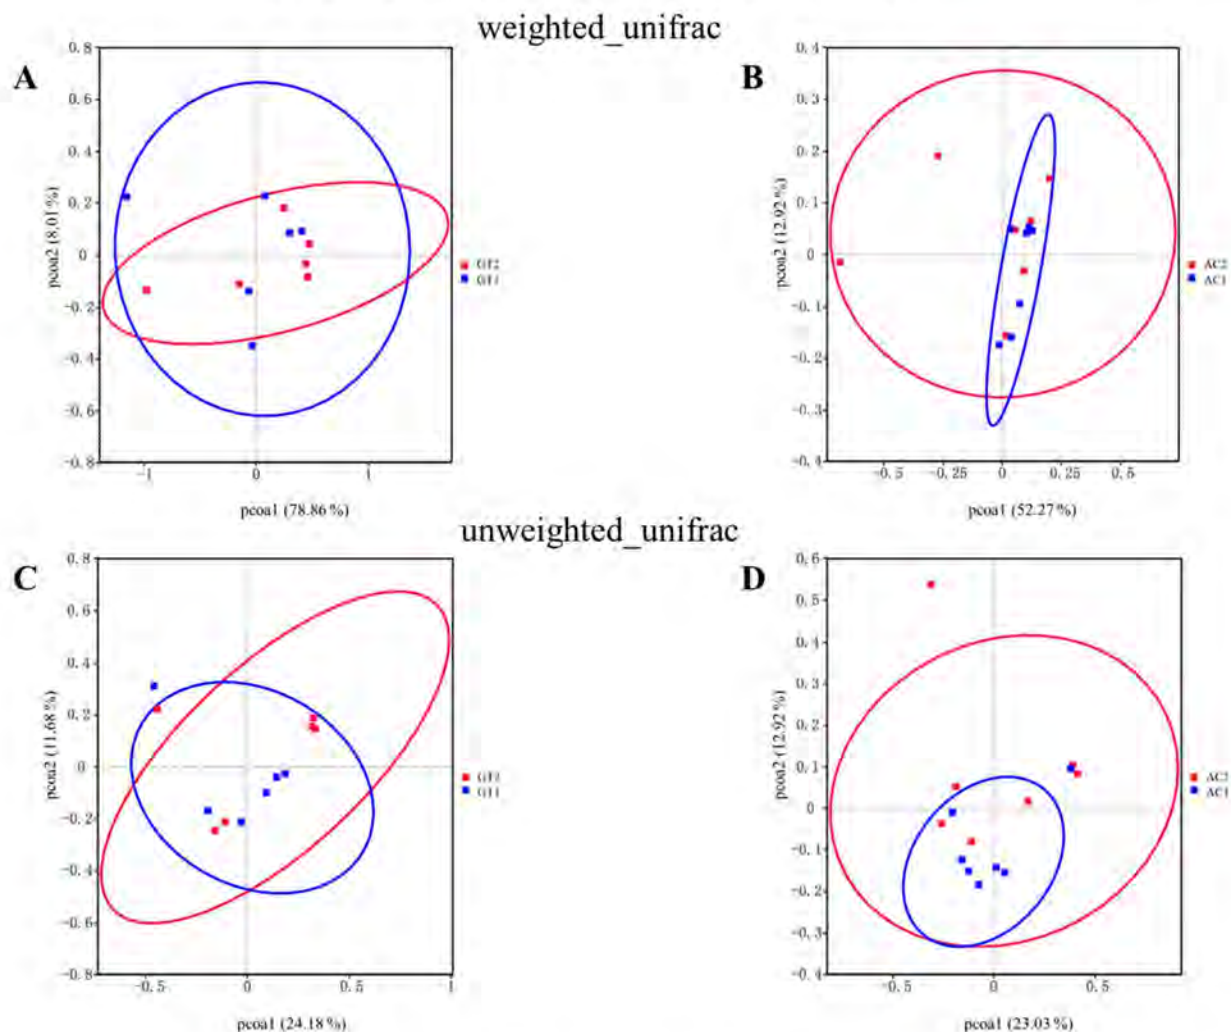 weighted_unifrac
A
0.8
0.6
0.4
0.2
0
-0.2
-0.4
-0.6
-0.8
pcoa2 (8.01%)
-1 0 1
pcoa1 (78.86%)
GT2
GT1
B
0.4
0.3
0.2
0.1
0
-0.1
-0.2
-0.3
-0.4
pcoa2 (12.92%)
-0.5 -0.25 0 0.25 0.5
pcoa1 (52.27%)
AC2
AC1
unweighted_unifrac
C
0.8
0.6
0.4
0.2
0
-0.2
-0.4
-0.6
-0.8
pcoa2 (11.68%)
-0.5 0 0.5 1
pcoa1 (24.18%)
GT2
GT1
D
0.6
0.5
0.4
0.3
0.2
0.1
0
-0.1
-0.2
-0.3
-0.4
pcoa2 (12.92%)
-0.5 0 0.5
pcoa1 (23.03%)
AC2
AC1